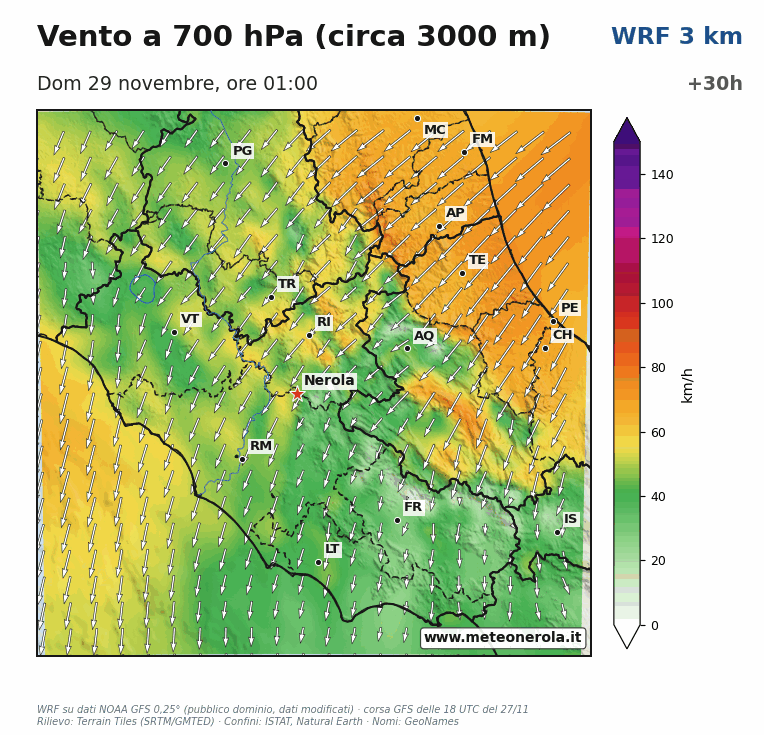 Vento a 700 hPa (circa 3000 m)
WRF 3 km
Dom 29 novembre, ore 01:00
+30h
MC
FM
PG
AP
TE
TR
PE
VT
RI
AQ
CH
Nerola
RM
FR
IS
LT
www.meteonerola.it
140
120
100
80
60
40
20
0
km/h
WRF su dati NOAA GFS 0,25° (pubblico dominio, dati modificati) · corsa GFS delle 18 UTC del 27/11
Rilievo: Terrain Tiles (SRTM/GMTED) · Confini: ISTAT, Natural Earth · Nomi: GeoNames